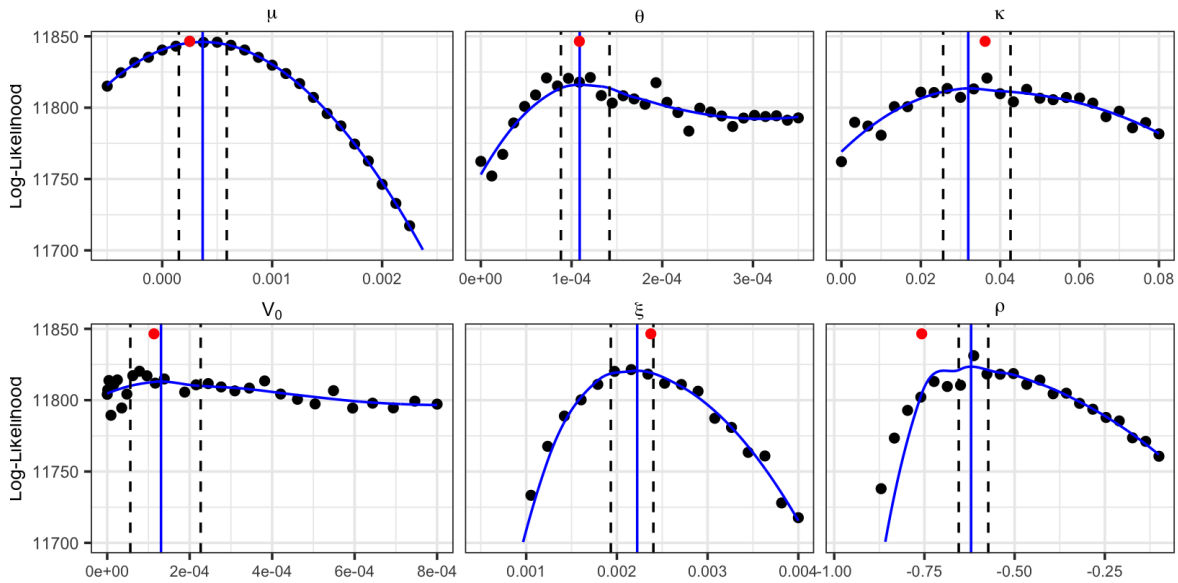 μ θ κ
Log-Likelihood
11850
11800
11750
11700
0.000 0.001 0.002
0e+00 1e-04 2e-04 3e-04
0.00 0.02 0.04 0.06 0.08
V0 ξ ρ
Log-Likelihood
11850
11800
11750
11700
0e+00 2e-04 4e-04 6e-04 8e-04
0.001 0.002 0.003 0.004
-1.00 -0.75 -0.50 -0.25